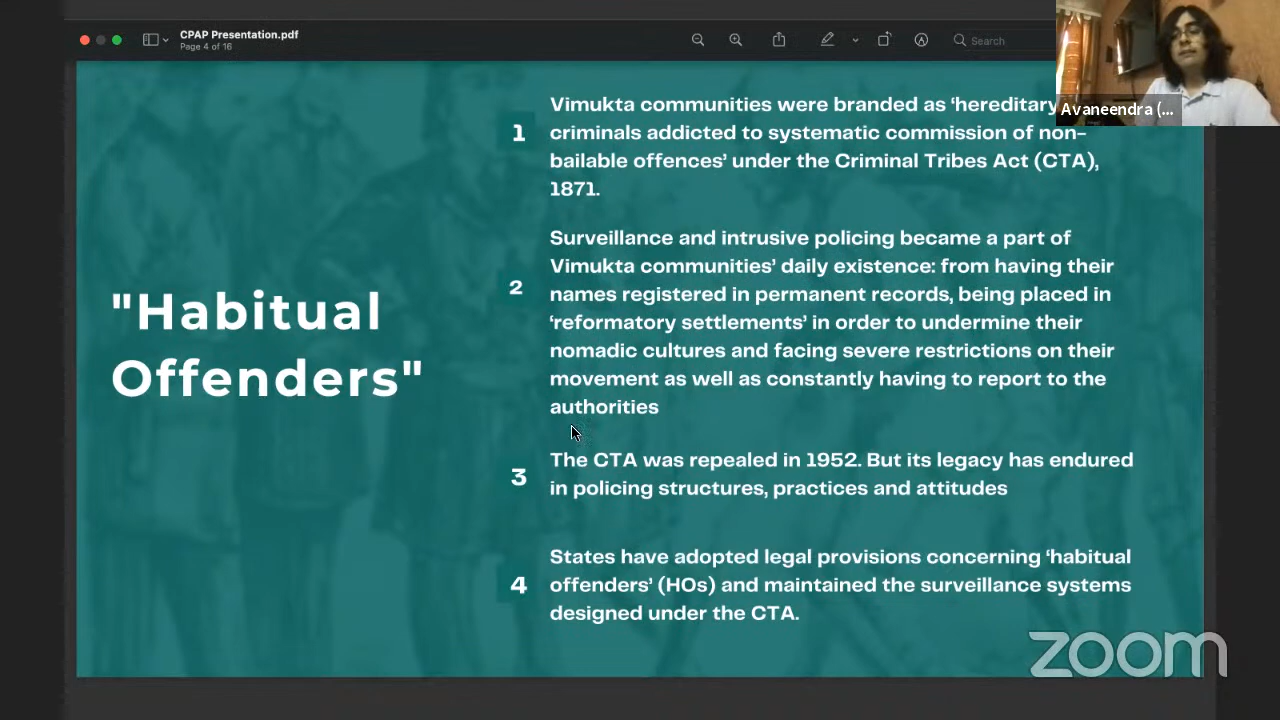 CPAP Presentation.pdf
Page 4 of 16
Search
Avaneendra (...
"Habitual
Offenders"
1
Vimukta communities were branded as ‘hereditary
criminals addicted to systematic commission of non-
bailable offences’ under the Criminal Tribes Act (CTA),
1871.
2
Surveillance and intrusive policing became a part of
Vimukta communities’ daily existence: from having their
names registered in permanent records, being placed in
‘reformatory settlements’ in order to undermine their
nomadic cultures and facing severe restrictions on their
movement as well as constantly having to report to the
authorities
3
The CTA was repealed in 1952. But its legacy has endured
in policing structures, practices and attitudes
4
States have adopted legal provisions concerning ‘habitual
offenders’ (HOs) and maintained the surveillance systems
designed under the CTA.
zoom